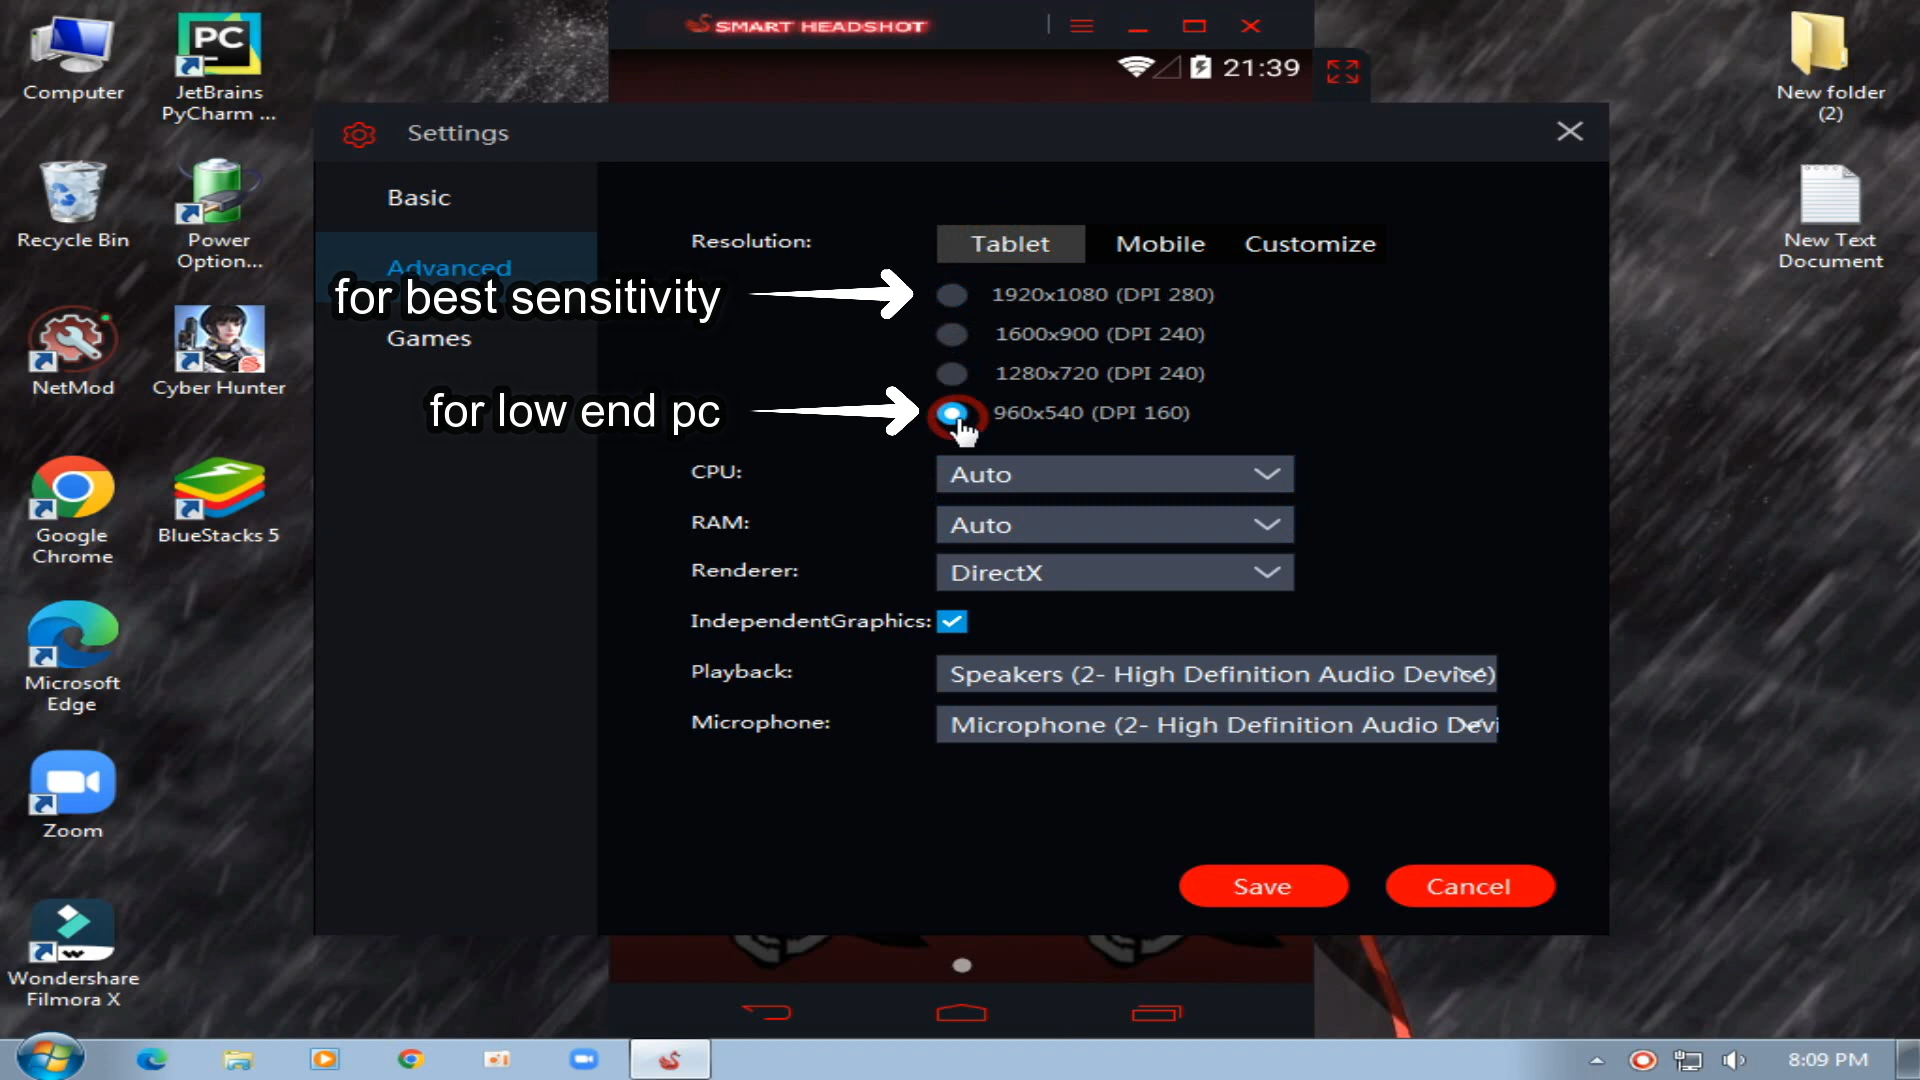 SMART HEADSHOT
21:39
Computer
JetBrains
PyCharm ...
New folder
(2)
Settings
Basic
Advanced
Games
Resolution:
Tablet
Mobile
Customize
for best sensitivity
1920x1080 (DPI 280)
1600x900 (DPI 240)
1280x720 (DPI 240)
for low end pc
960x540 (DPI 160)
CPU:
Auto
RAM:
Auto
Renderer:
DirectX
IndependentGraphics:
Playback:
Speakers (2- High Definition Audio Device)
Microphone:
Microphone (2- High Definition Audio Devi
Save
Cancel
Recycle Bin
Power
Option...
New Text
Document
NetMod
Cyber Hunter
Google
Chrome
BlueStacks 5
Microsoft
Edge
Zoom
Wondershare
Filmora X
PC
8:09 PM